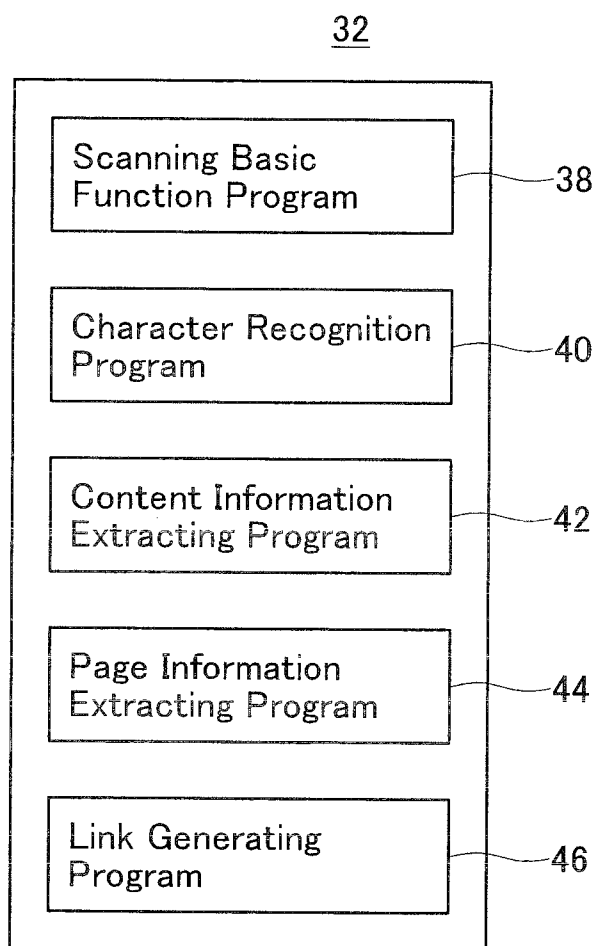 32
Scanning Basic
Function Program
38
Character Recognition
Program
40
Content Information
Extracting Program
42
Page Information
Extracting Program
44
Link Generating
Program
46